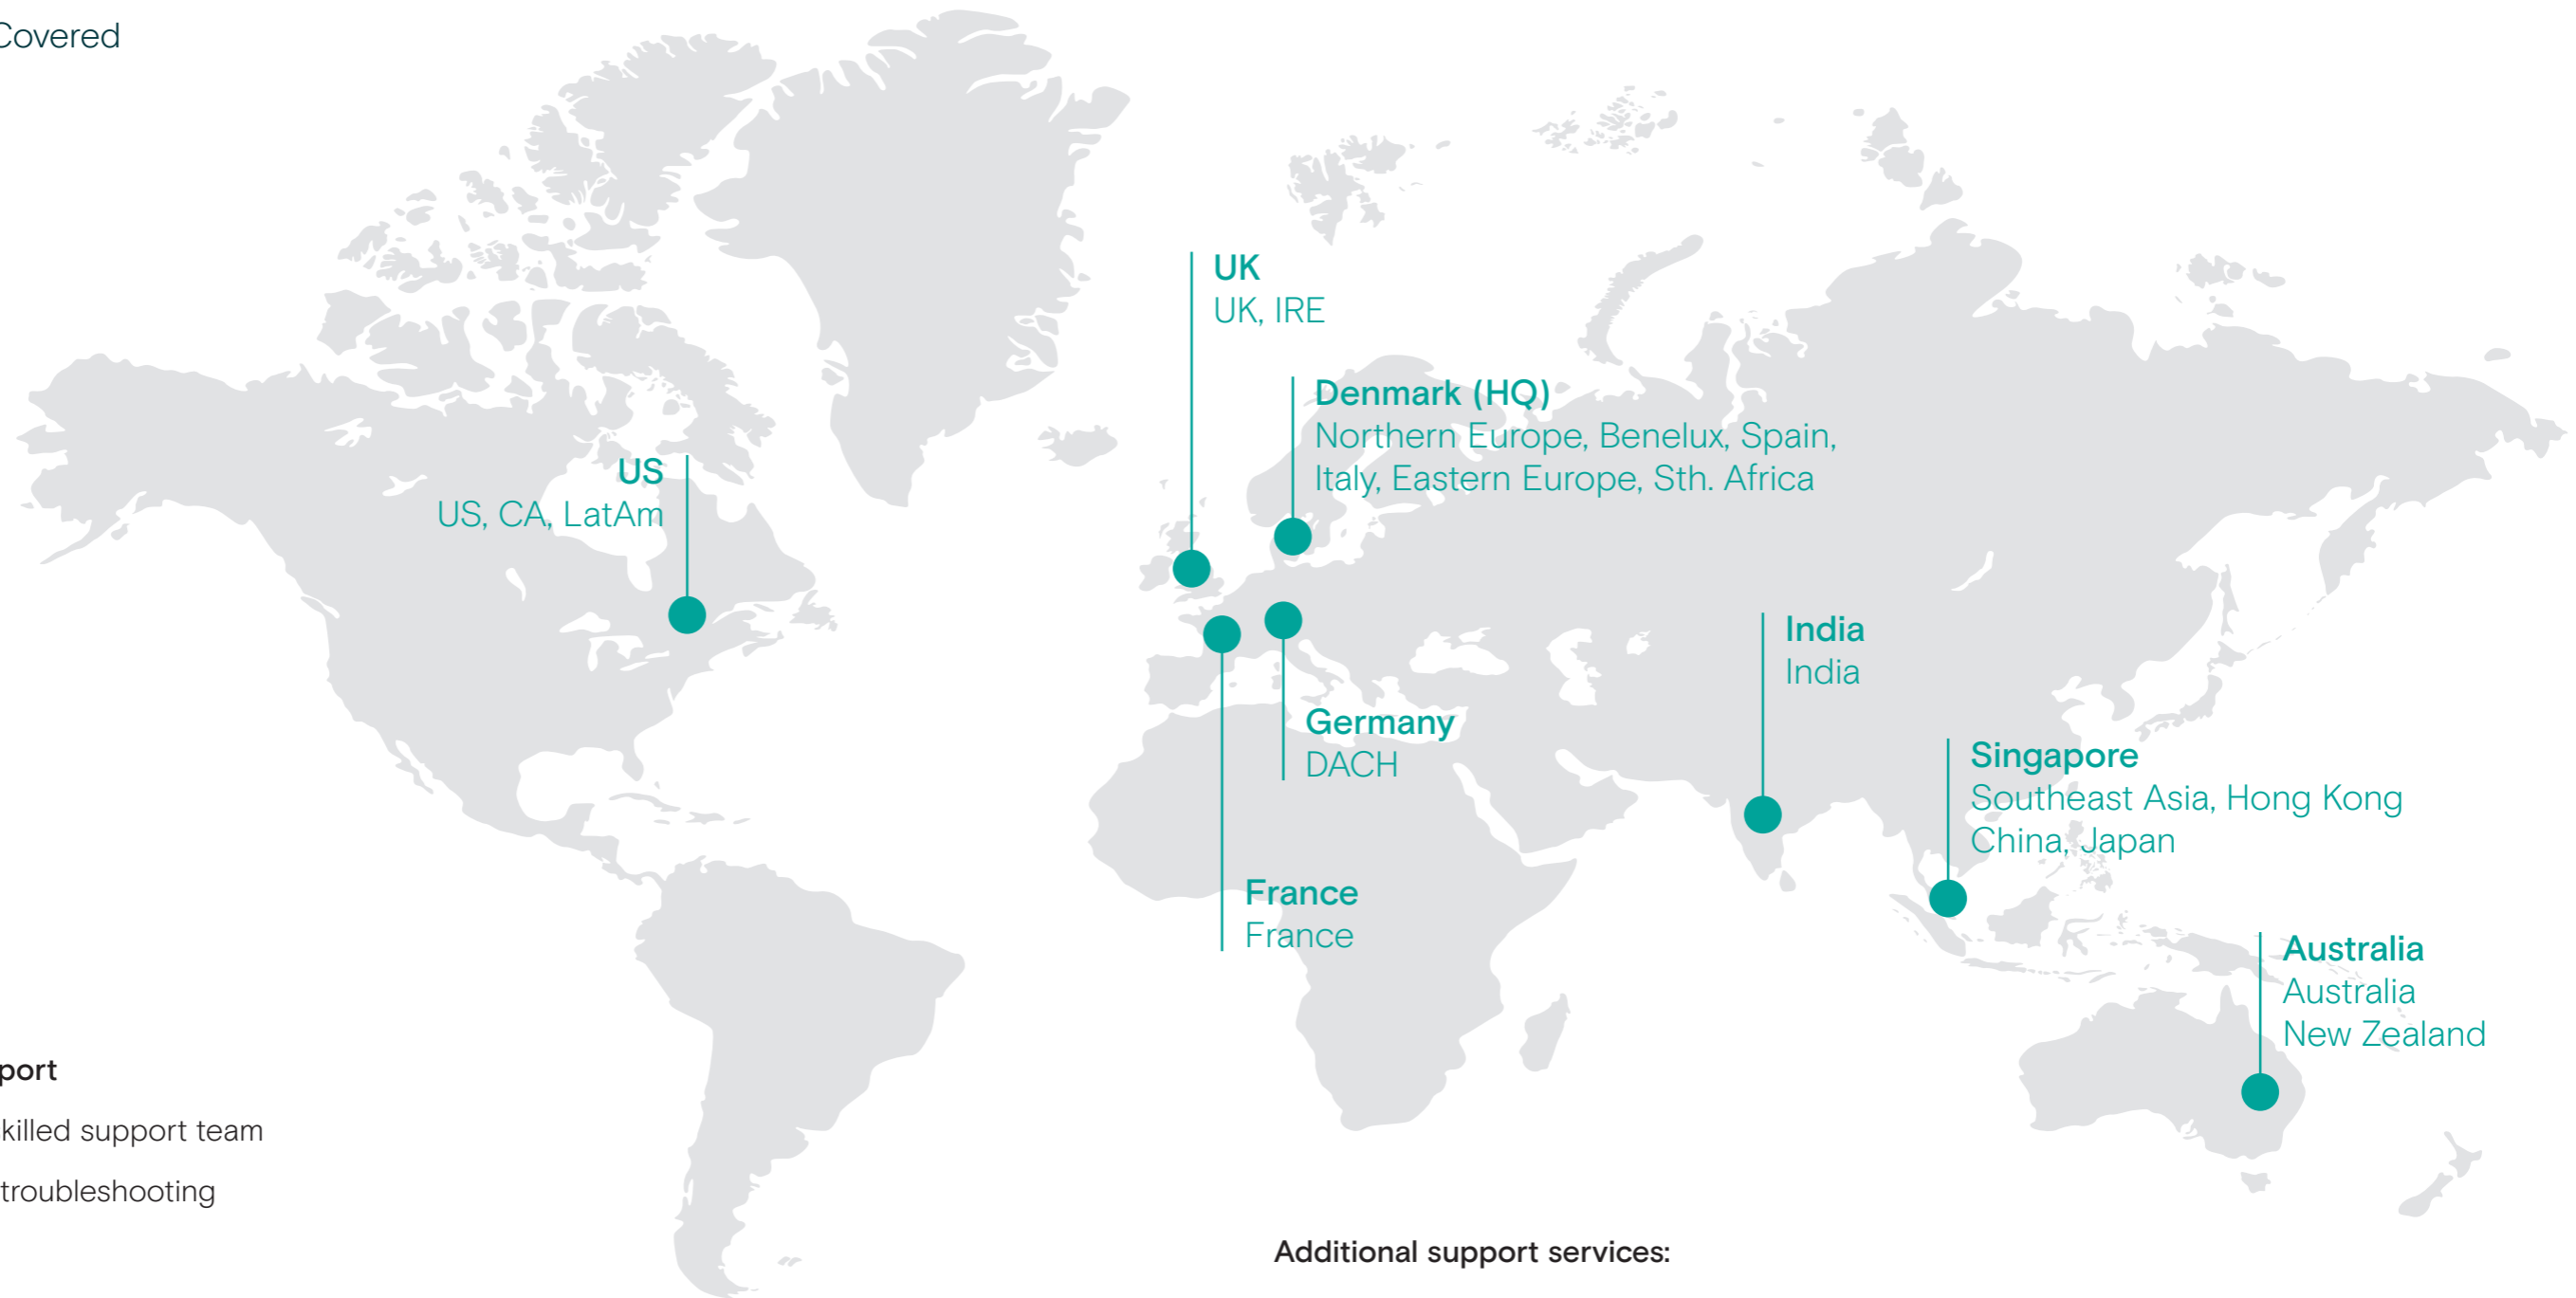 Covered
UK
UK, IRE
Denmark (HQ)
Northern Europe, Benelux, Spain,
Italy, Eastern Europe, Sth. Africa
US
US, CA, LatAm
India
India
Germany
DACH
Singapore
Southeast Asia, Hong Kong
China, Japan
France
France
Australia
Australia
New Zealand
port
killed support team
troubleshooting
Additional support services: